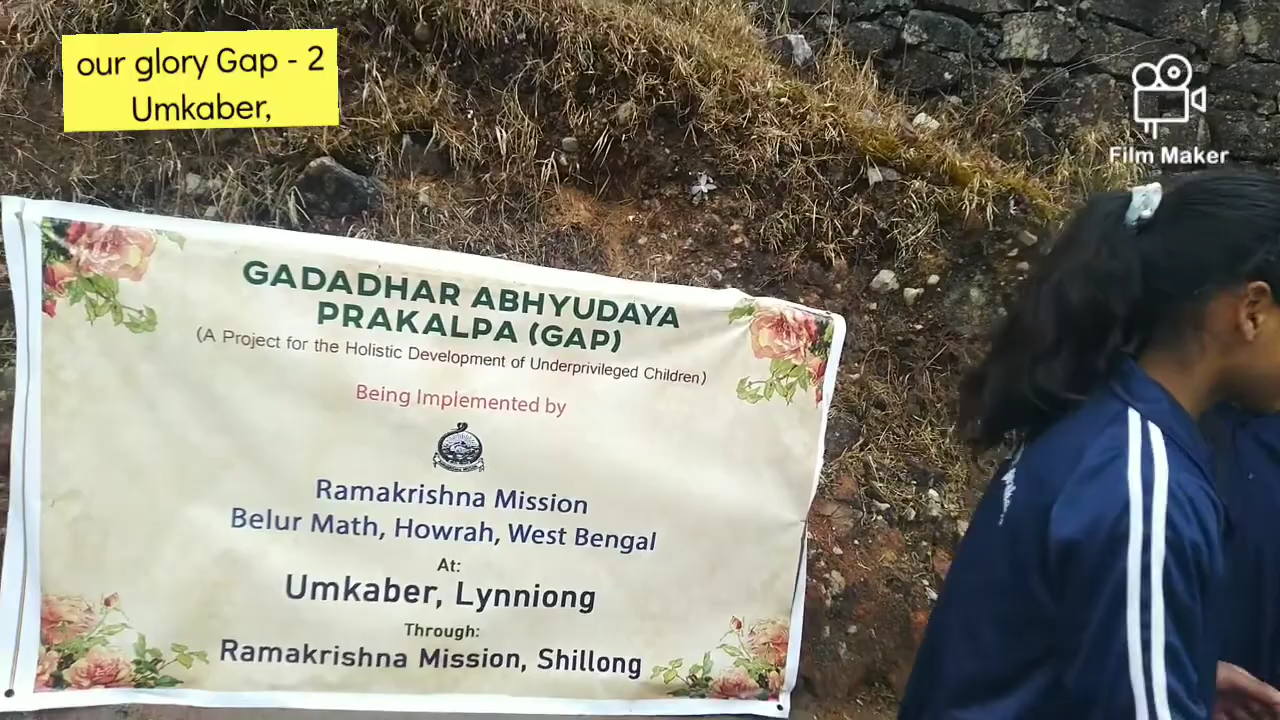 our glory Gap - 2
Umkaber,
Film Maker
GADADHAR ABHYUDAYA
PRAKALPA (GAP)
(A Project for the Holistic Development of Underprivileged Children)
Being Implemented by
Ramakrishna Mission
Belur Math, Howrah, West Bengal
At:
Umkaber, Lynniong
Through:
Ramakrishna Mission, Shillong